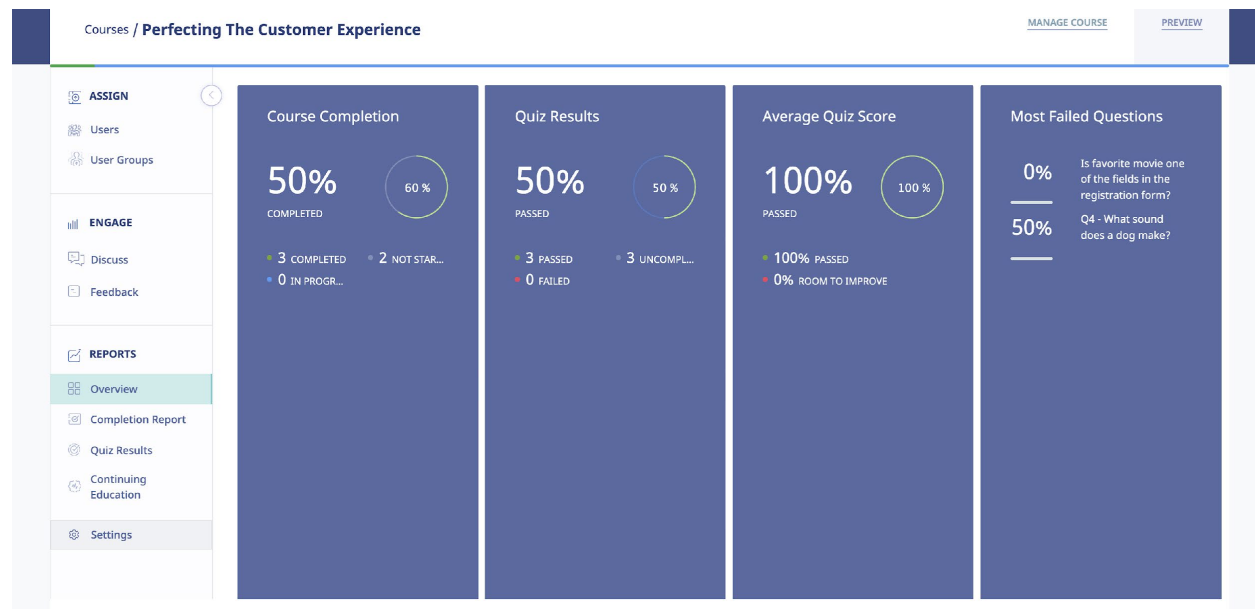 Courses / Perfecting The Customer Experience
MANAGE COURSE
PREVIEW
ASSIGN
Users
User Groups
ENGAGE
Discuss
Feedback
REPORTS
Overview
Completion Report
Quiz Results
Continuing
Education
Settings
Course Completion
50%
60 %
COMPLETED
3 COMPLETED
2 NOT STAR...
0 IN PROGR...
Quiz Results
50%
50 %
PASSED
3 PASSED
3 UNCOMPL...
0 FAILED
Average Quiz Score
100%
100 %
PASSED
100% PASSED
0% ROOM TO IMPROVE
Most Failed Questions
0%
Is favorite movie one
of the fields in the
registration form?
50%
Q4 - What sound
does a dog make?